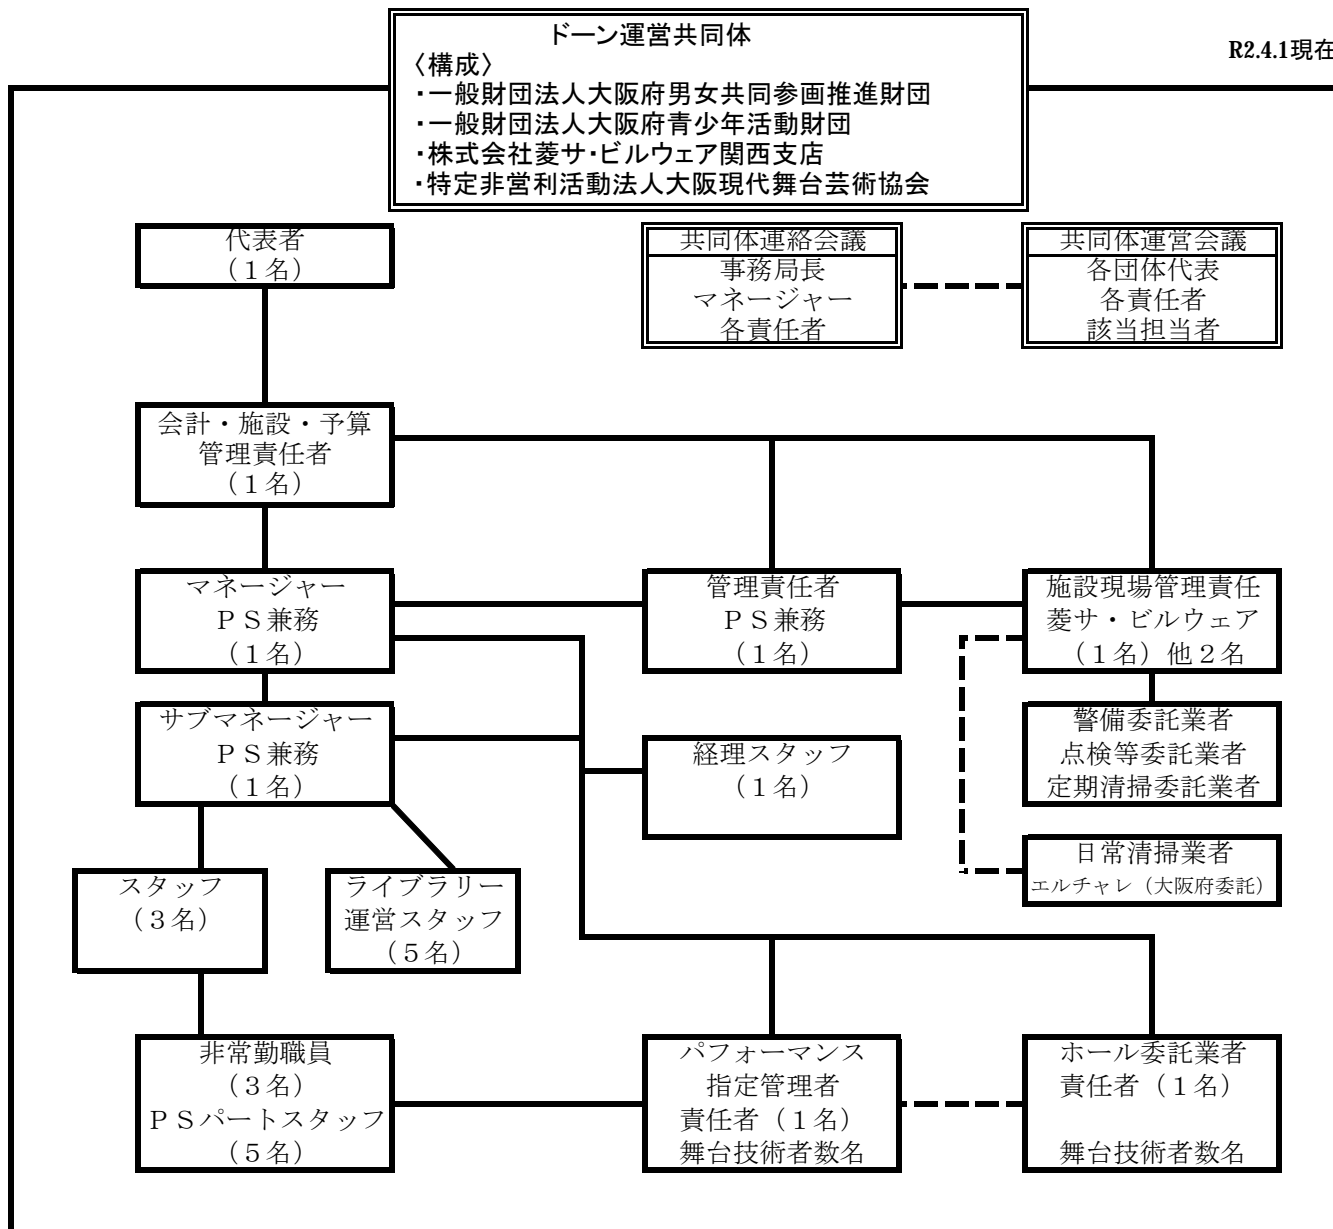 ドーン運営共同体
〈構成〉
・一般財団法人大阪府男女共同参画推進財団
・一般財団法人大阪府青少年活動財団
・株式会社菱サ・ビルウェア関西支店
・特定非営利活動法人大阪現代舞台芸術協会
R2.4.1現在
代表者
（１名）
共同体連絡会議
事務局長
マネージャー
各責任者
共同体運営会議
各団体代表
各責任者
該当担当者
会計・施設・予算
管理責任者
（１名）
マネージャー
ＰＳ兼務
（１名）
管理責任者
ＰＳ兼務
（１名）
施設現場管理責任
菱サ・ビルウェア
（１名）他２名
サブマネージャー
ＰＳ兼務
（１名）
経理スタッフ
（１名）
警備委託業者
点検等委託業者
定期清掃委託業者
日常清掃業者
エルチャレ（大阪府委託）
スタッフ
（３名）
ライブラリー
運営スタッフ
（５名）
非常勤職員
（３名）
ＰＳパートスタッフ
（５名）
パフォーマンス
指定管理者
責任者（１名）
舞台技術者数名
ホール委託業者
責任者（１名）
舞台技術者数名